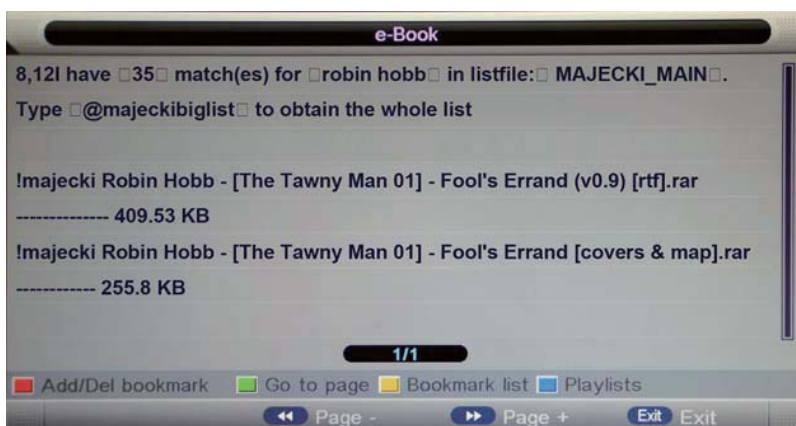 e-Book
8,12I have □35□ match(es) for □robin hobb□ in listfile:□ MAJECKI_MAIN□.
Type □@majeckibiglist□ to obtain the whole list
!majecki Robin Hobb - [The Tawny Man 01] - Fool's Errand (v0.9) [rtf].rar
-------------- 409.53 KB
!majecki Robin Hobb - [The Tawny Man 01] - Fool's Errand [covers & map].rar
------------ 255.8 KB
1/1
Add/Del bookmark Go to page Bookmark list Playlists
Page - Page + Exit Exit